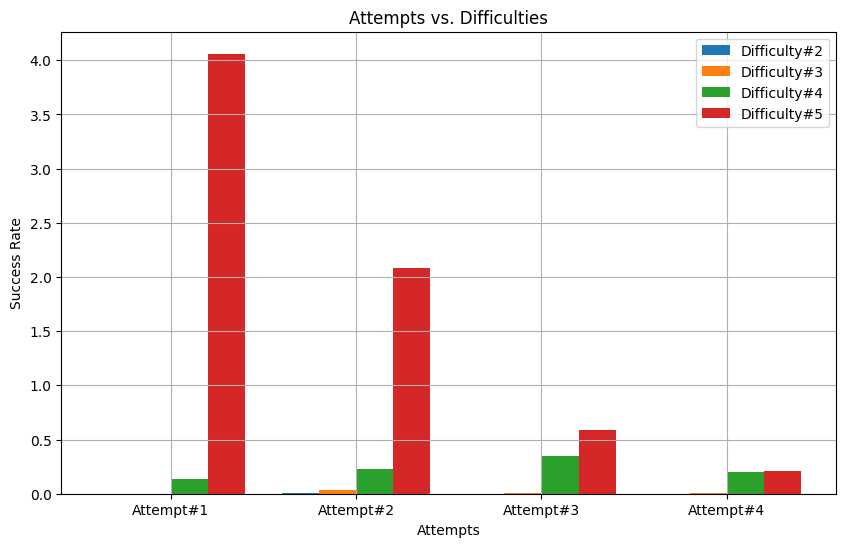 Attempts vs. Difficulties
Difficulty#2
Difficulty#3
Difficulty#4
Difficulty#5
Success Rate
4.0
3.5
3.0
2.5
2.0
1.5
1.0
0.5
0.0
Attempt#1
Attempt#2
Attempt#3
Attempt#4
Attempts